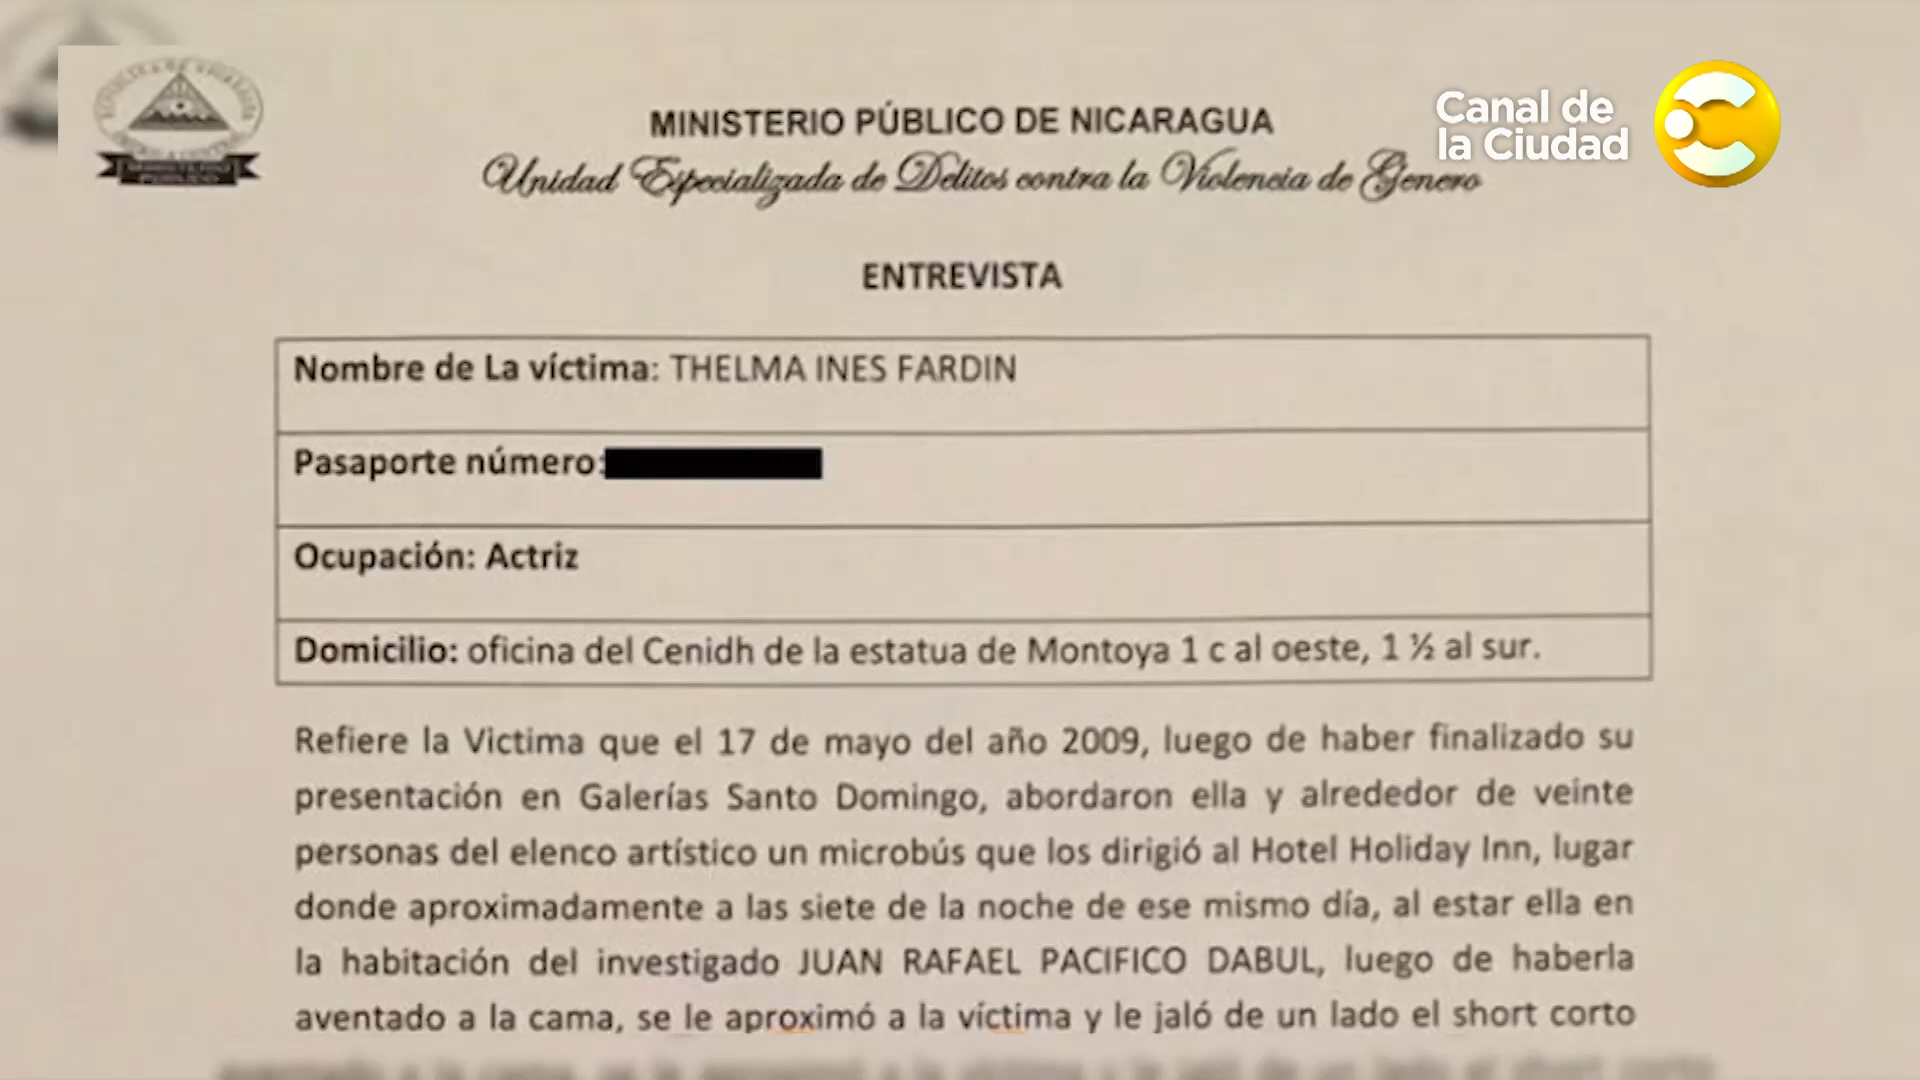 Canal de
la Ciudad
MINISTERIO PÚBLICO DE NICARAGUA
Unidad Especializada de Delitos contra la Violencia de Genero
ENTREVISTA
Nombre de La víctima: THELMA INES FARDIN
Pasaporte número:
Ocupación: Actriz
Domicilio: oficina del Cenidh de la estatua de Montoya 1 c al oeste, 1 ½ al sur.
Refiere la Victima que el 17 de mayo del año 2009, luego de haber finalizado su
presentación en Galerías Santo Domingo, abordaron ella y alrededor de veinte
personas del elenco artístico un microbús que los dirigió al Hotel Holiday Inn, lugar
donde aproximadamente a las siete de la noche de ese mismo día, al estar ella en
la habitación del investigado JUAN RAFAEL PACIFICO DABUL, luego de haberla
aventado a la cama, se le aproximó a la víctima y le jaló de un lado el short corto